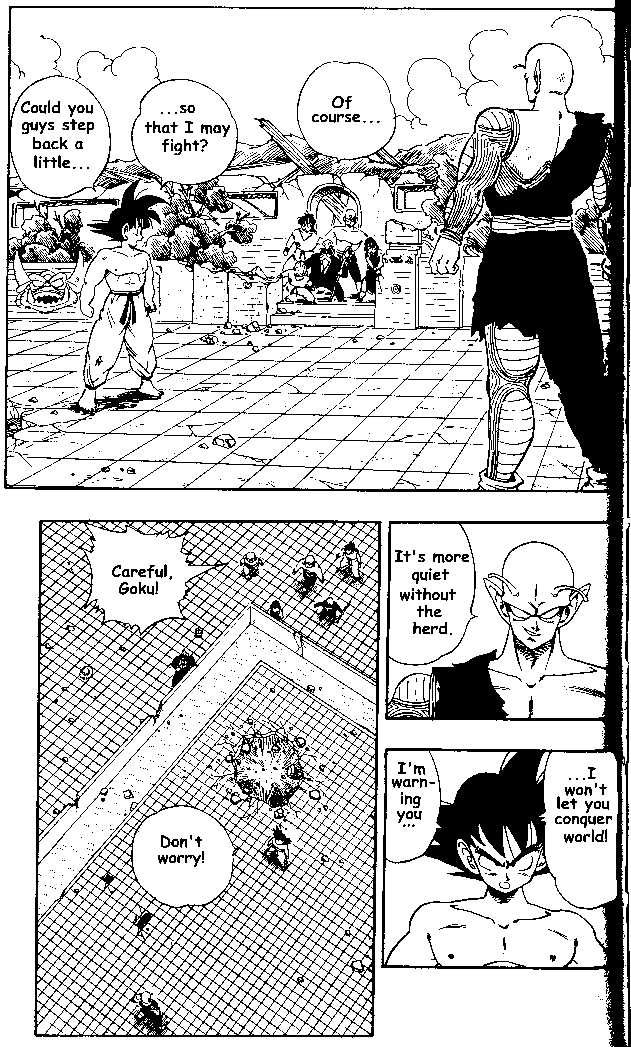 Could you
guys step
back a
little...
...so
that I may
fight?
Of
course...
Careful,
Goku!
Don't
worry!
It's more
quiet
without
the
herd.
I'm
warn-
ing
you
...
...I
won't
let you
conquer
world!